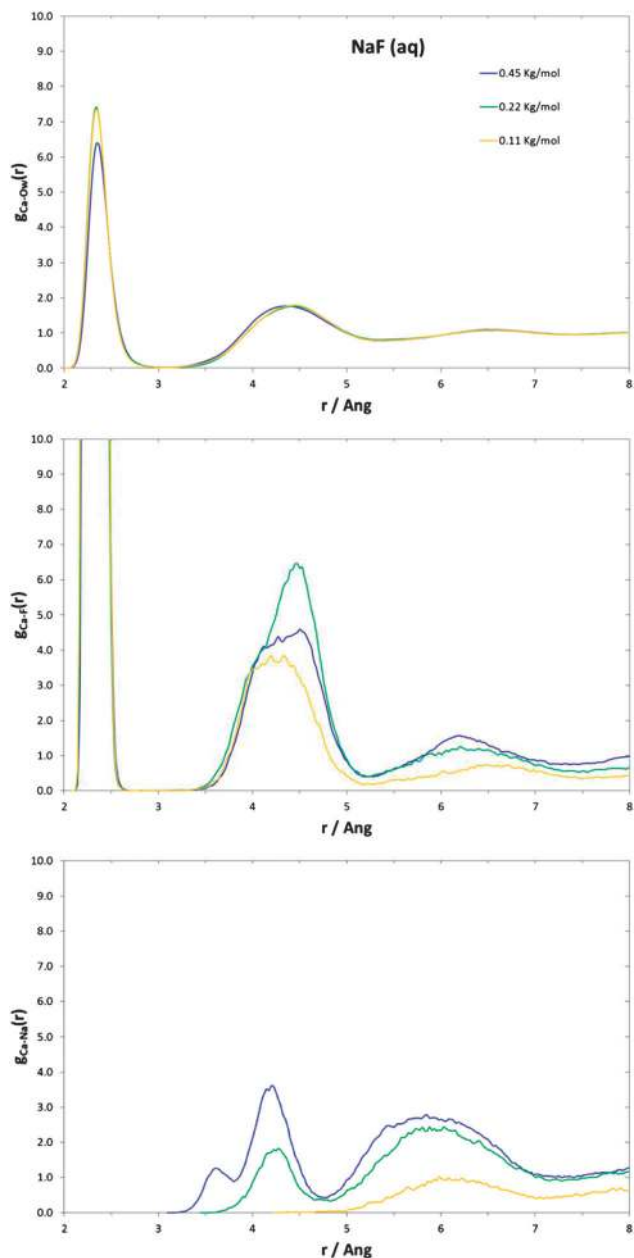 NaF (aq)
0.45 Kg/mol
0.22 Kg/mol
0.11 Kg/mol
10.0
9.0
8.0
7.0
6.0
5.0
4.0
3.0
2.0
1.0
0.0
gCa-Ow(r)
2 3 4 5 6 7 8
r / Ang
10.0
9.0
8.0
7.0
6.0
5.0
4.0
3.0
2.0
1.0
0.0
gCa-F(r)
2 3 4 5 6 7 8
r / Ang
10.0
9.0
8.0
7.0
6.0
5.0
4.0
3.0
2.0
1.0
0.0
gCa-Na(r)
2 3 4 5 6 7 8
r / Ang